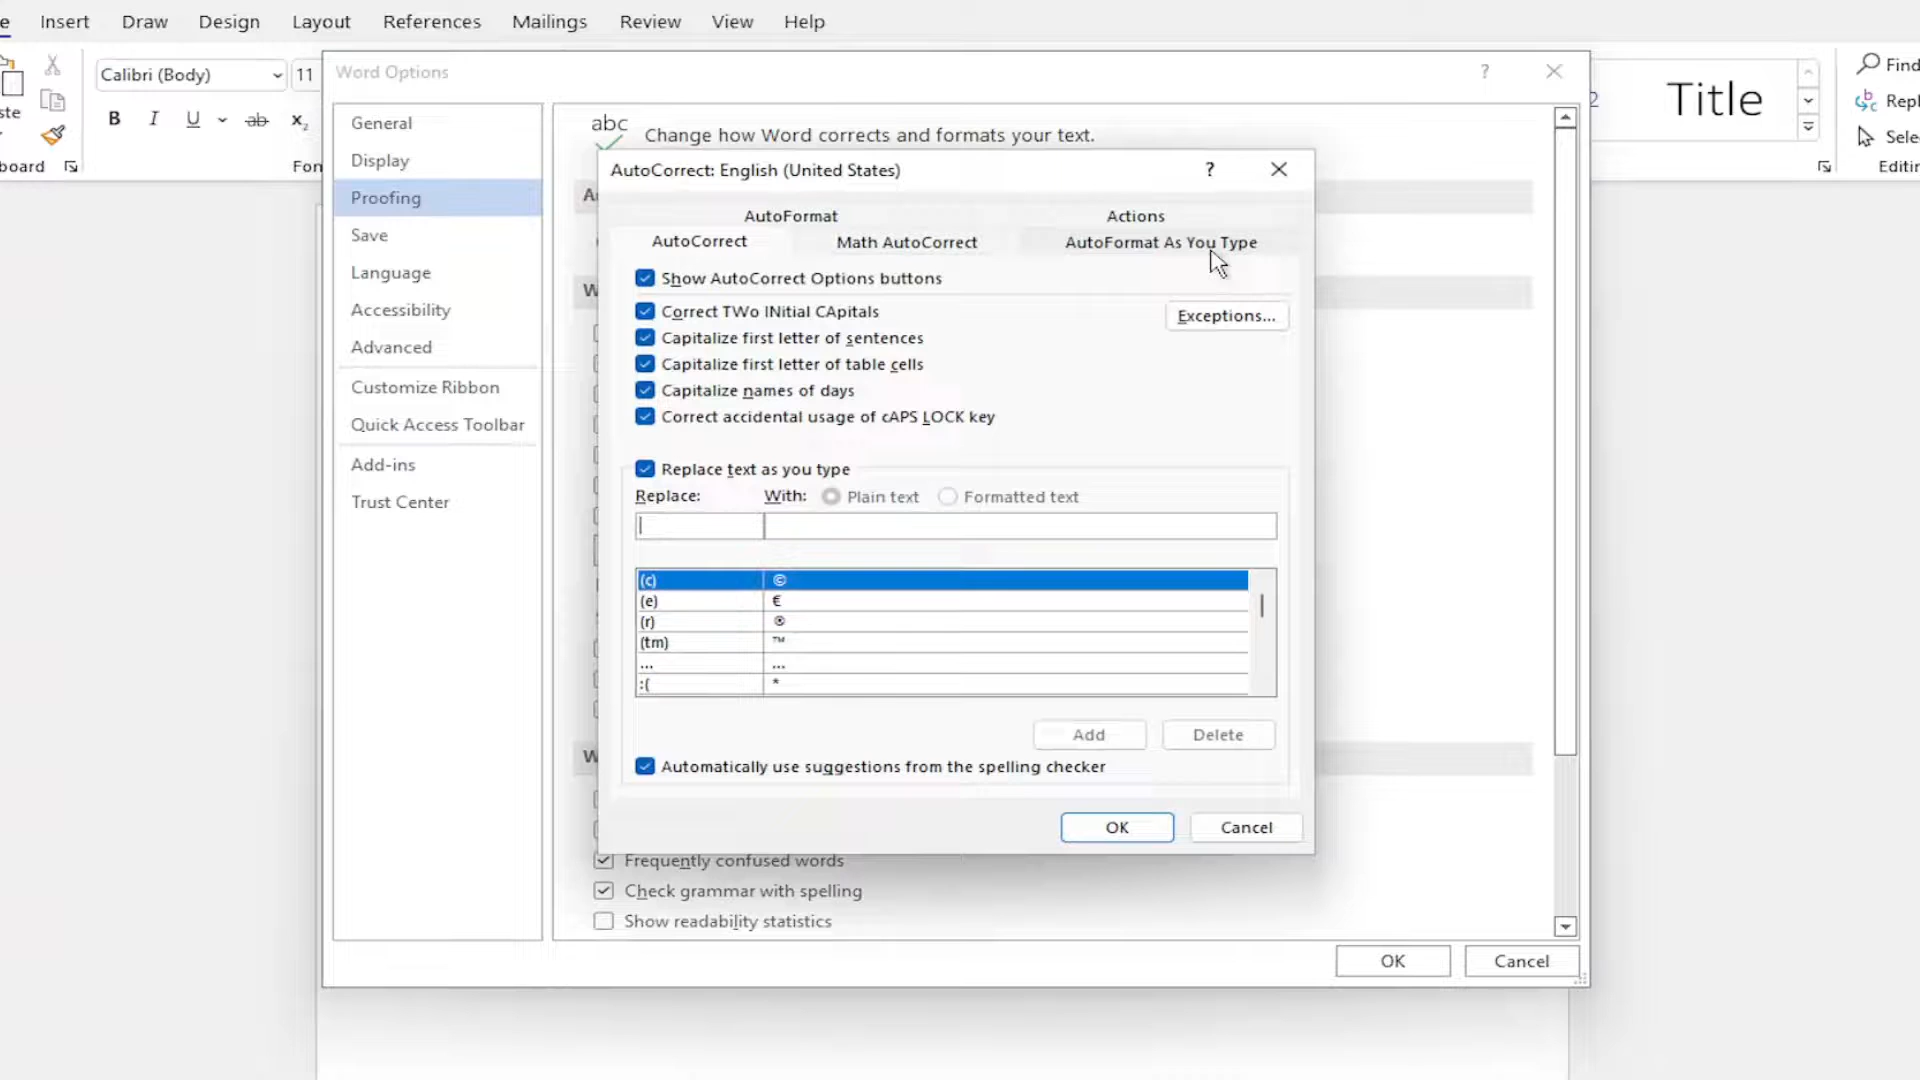 Insert Draw Design Layout References Mailings Review View Help
Calibri (Body) 11
B I U ab x
Fon
Title
Find
Editin
Word Options ?
General
Display
Proofing
Save
Language
Accessibility
Advanced
Customize Ribbon
Quick Access Toolbar
Add-ins
Trust Center
abc
Change how Word corrects and formats your text.
AutoCorrect: English (United States) ?
AutoFormat Actions
AutoCorrect Math AutoCorrect AutoFormat As You Type
Show AutoCorrect Options buttons
Correct TWo INitial CApitals Exceptions...
Capitalize first letter of sentences
Capitalize first letter of table cells
Capitalize names of days
Correct accidental usage of cAPS LOCK key
Replace text as you type
Replace: With: Plain text Formatted text
(c) ©
(e) €
(r) ®
(tm) ™
... …
:(
Add Delete
Automatically use suggestions from the spelling checker
OK Cancel
Frequently confused words
Check grammar with spelling
Show readability statistics
OK Cancel